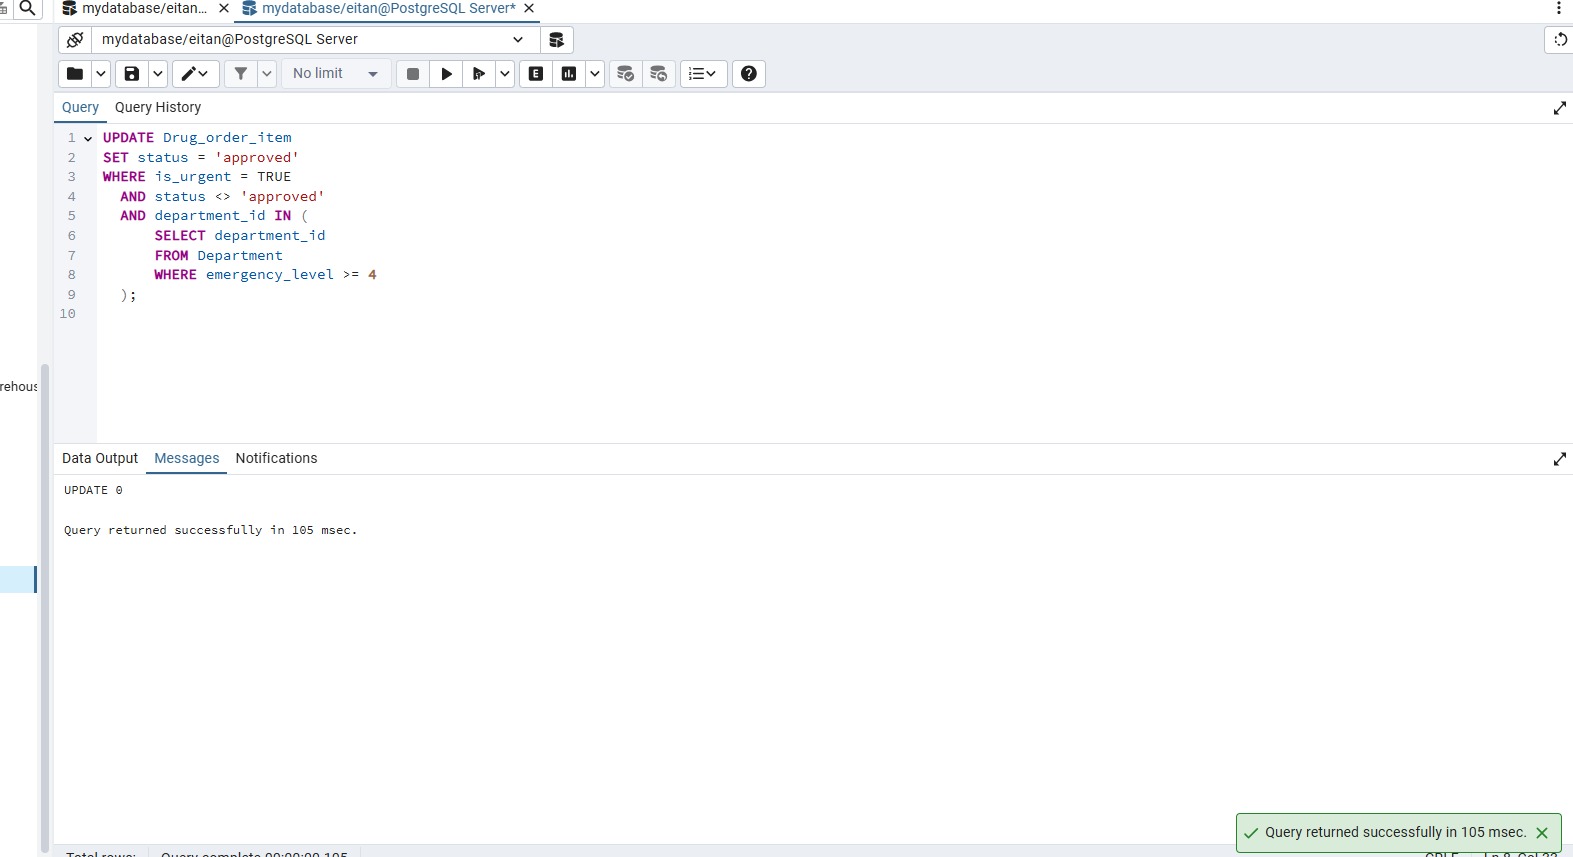 mydatabase/eitan...
mydatabase/eitan@PostgreSQL Server*
mydatabase/eitan@PostgreSQL Server
No limit
E
Query
Query History
1 UPDATE Drug_order_item
2 SET status = 'approved'
3 WHERE is_urgent = TRUE
4 AND status <> 'approved'
5 AND department_id IN (
6 SELECT department_id
7 FROM Department
8 WHERE emergency_level >= 4
9 );
10
rehous
Data Output
Messages
Notifications
UPDATE 0
Query returned successfully in 105 msec.
Query returned successfully in 105 msec.
Total rows:
Query complete 00:00:00.105
CRLF
Ln 8, Col 32